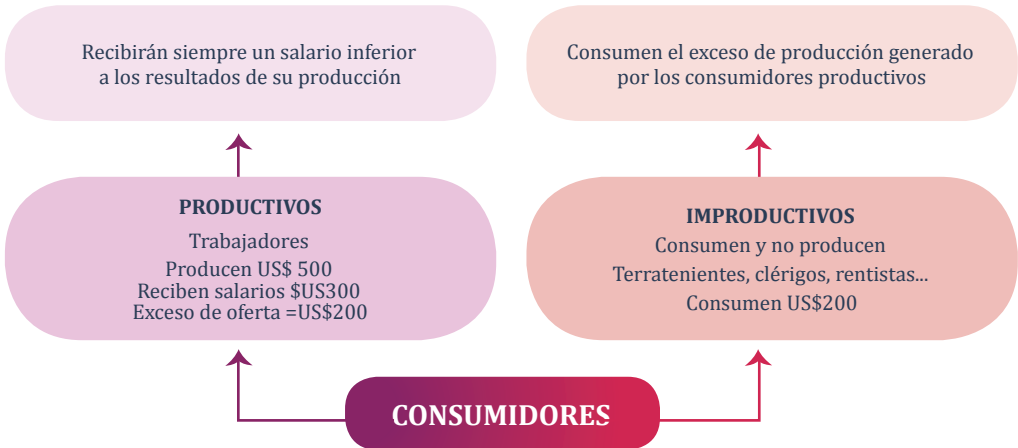 Recibirán siempre un salario inferior
a los resultados de su producción
Consumen el exceso de producción generado
por los consumidores productivos
PRODUCTIVOS
Trabajadores
Producen US$ 500
Reciben salarios $US300
Exceso de oferta =US$200
IMPRODUCTIVOS
Consumen y no producen
Terratenientes, clérigos, rentistas...
Consumen US$200
CONSUMIDORES